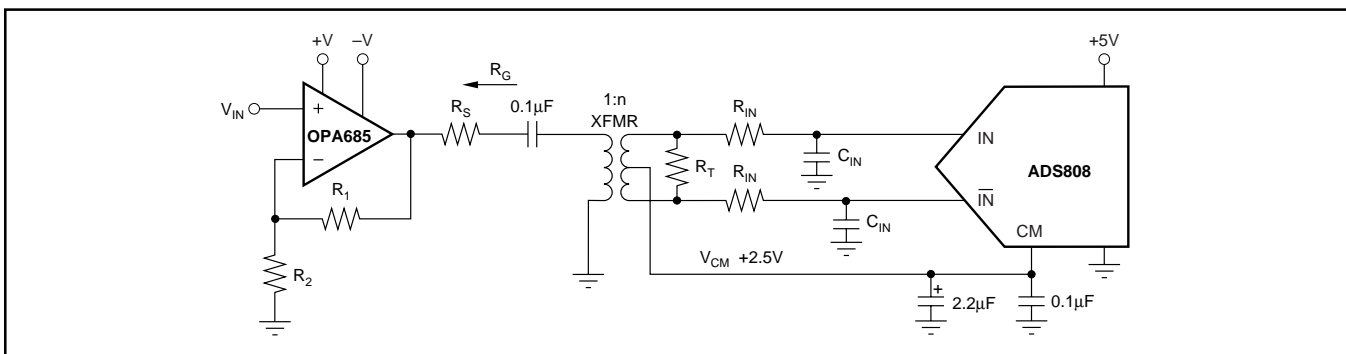 +V
–V
+5V
R_G
1:n
XFMR
0.1µF
R_S
R_IN
V_IN
+
OPA685
–
IN
C_IN
R_T
ADS808
R_1
R_IN
IN̅
C_IN
CM
R_2
V_CM +2.5V
+
2.2µF
0.1µF